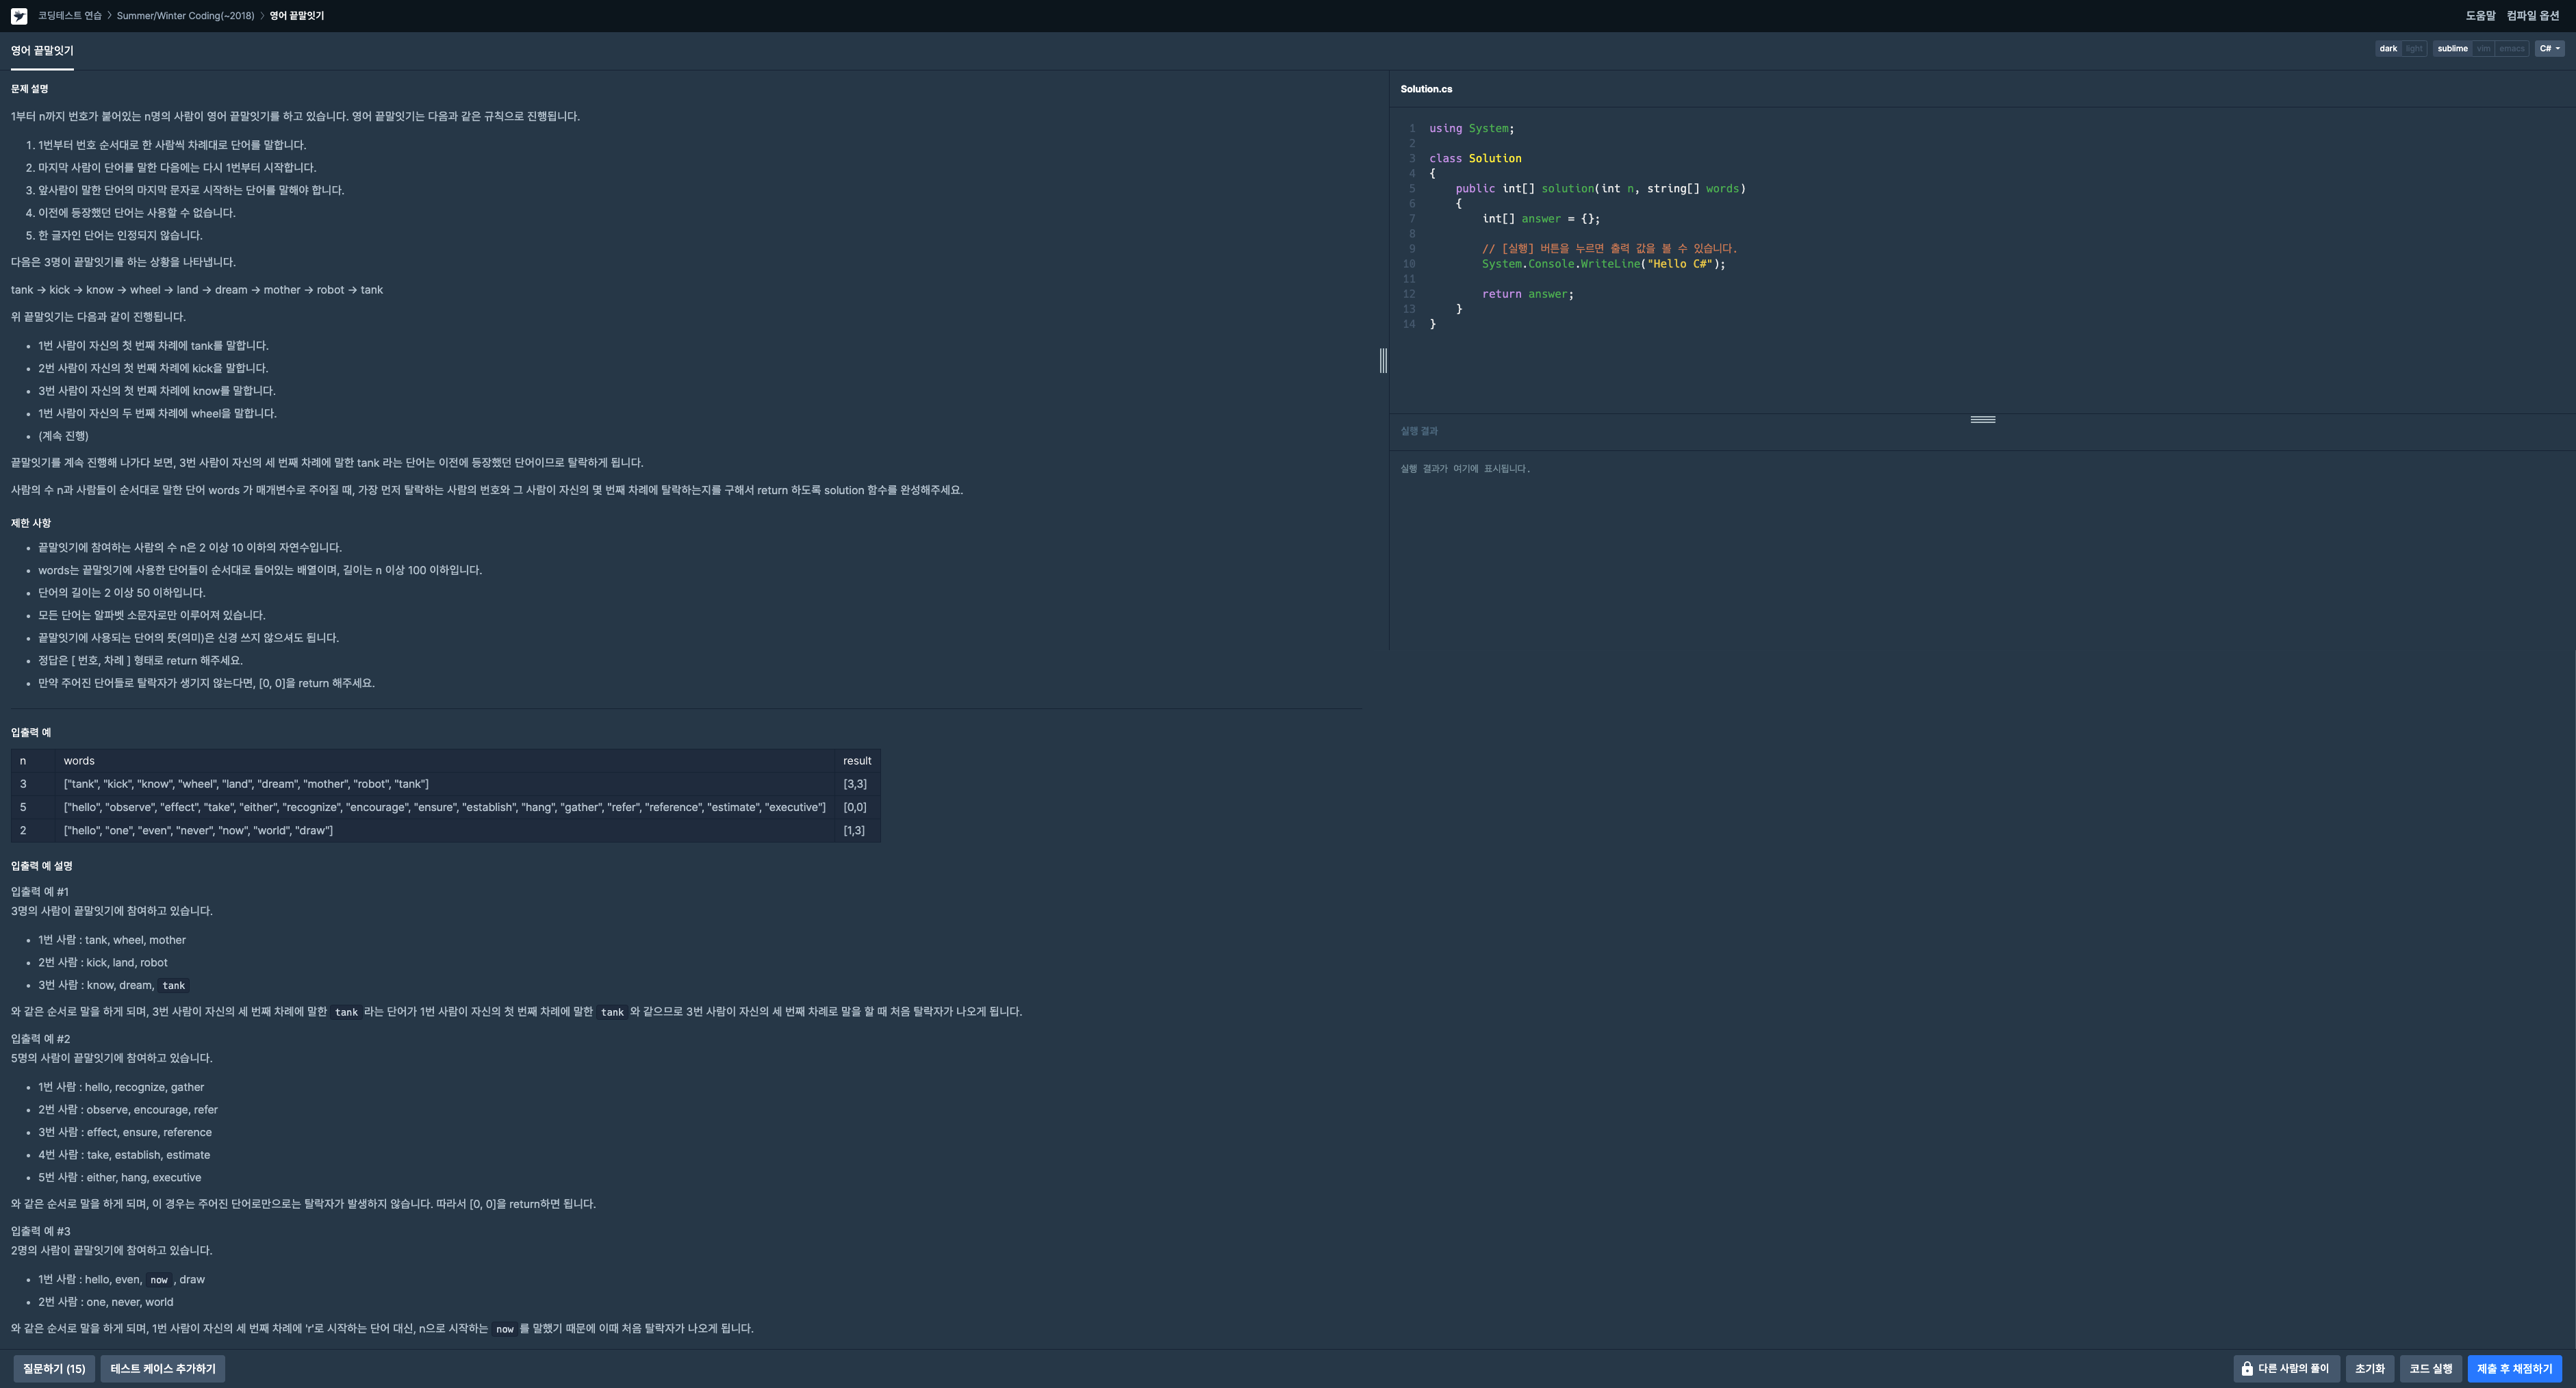 코딩테스트 연습 > Summer/Winter Coding(~2018) > 영어 끝말잇기
도움말 컴파일 옵션
영어 끝말잇기
dark light sublime vim emacs C#
문제 설명
1부터 n까지 번호가 붙어있는 n명의 사람이 영어 끝말잇기를 하고 있습니다. 영어 끝말잇기는 다음과 같은 규칙으로 진행됩니다.
1. 1번부터 번호 순서대로 한 사람씩 차례대로 단어를 말합니다.
2. 마지막 사람이 단어를 말한 다음에는 다시 1번부터 시작합니다.
3. 앞사람이 말한 단어의 마지막 문자로 시작하는 단어를 말해야 합니다.
4. 이전에 등장했던 단어는 사용할 수 없습니다.
5. 한 글자인 단어는 인정되지 않습니다.
다음은 3명이 끝말잇기를 하는 상황을 나타냅니다.
tank → kick → know → wheel → land → dream → mother → robot → tank
위 끝말잇기는 다음과 같이 진행됩니다.
• 1번 사람이 자신의 첫 번째 차례에 tank를 말합니다.
• 2번 사람이 자신의 첫 번째 차례에 kick을 말합니다.
• 3번 사람이 자신의 첫 번째 차례에 know를 말합니다.
• 1번 사람이 자신의 두 번째 차례에 wheel을 말합니다.
• (계속 진행)
끝말잇기를 계속 진행해 나가다 보면, 3번 사람이 자신의 세 번째 차례에 말한 tank 라는 단어는 이전에 등장했던 단어이므로 탈락하게 됩니다.
사람의 수 n과 사람들이 순서대로 말한 단어 words 가 매개변수로 주어질 때, 가장 먼저 탈락하는 사람의 번호와 그 사람이 자신의 몇 번째 차례에 탈락하는지를 구해서 return 하도록 solution 함수를 완성해주세요.
제한 사항
• 끝말잇기에 참여하는 사람의 수 n은 2 이상 10 이하의 자연수입니다.
• words는 끝말잇기에 사용한 단어들이 순서대로 들어있는 배열이며, 길이는 n 이상 100 이하입니다.
• 단어의 길이는 2 이상 50 이하입니다.
• 모든 단어는 알파벳 소문자로만 이루어져 있습니다.
• 끝말잇기에 사용되는 단어의 뜻(의미)은 신경 쓰지 않으셔도 됩니다.
• 정답은 [ 번호, 차례 ] 형태로 return 해주세요.
• 만약 주어진 단어들로 탈락자가 생기지 않는다면, [0, 0]을 return 해주세요.
입출력 예
n words result
3 ["tank", "kick", "know", "wheel", "land", "dream", "mother", "robot", "tank"] [3,3]
5 ["hello", "observe", "effect", "take", "either", "recognize", "encourage", "ensure", "establish", "hang", "gather", "refer", "reference", "estimate", "executive"] [0,0]
2 ["hello", "one", "even", "never", "now", "world", "draw"] [1,3]
입출력 예 설명
입출력 예 #1
3명의 사람이 끝말잇기에 참여하고 있습니다.
• 1번 사람 : tank, wheel, mother
• 2번 사람 : kick, land, robot
• 3번 사람 : know, dream, tank
와 같은 순서로 말을 하게 되며, 3번 사람이 자신의 세 번째 차례에 말한 tank 라는 단어가 1번 사람이 자신의 첫 번째 차례에 말한 tank 와 같으므로 3번 사람이 자신의 세 번째 차례로 말을 할 때 처음 탈락자가 나오게 됩니다.
입출력 예 #2
5명의 사람이 끝말잇기에 참여하고 있습니다.
• 1번 사람 : hello, recognize, gather
• 2번 사람 : observe, encourage, refer
• 3번 사람 : effect, ensure, reference
• 4번 사람 : take, establish, estimate
• 5번 사람 : either, hang, executive
와 같은 순서로 말을 하게 되며, 이 경우는 주어진 단어로만으로는 탈락자가 발생하지 않습니다. 따라서 [0, 0]을 return하면 됩니다.
입출력 예 #3
2명의 사람이 끝말잇기에 참여하고 있습니다.
• 1번 사람 : hello, even, now , draw
• 2번 사람 : one, never, world
와 같은 순서로 말을 하게 되며, 1번 사람이 자신의 세 번째 차례에 'r'로 시작하는 단어 대신, n으로 시작하는 now 를 말했기 때문에 이때 처음 탈락자가 나오게 됩니다.
Solution.cs
1 using System;
2
3 class Solution
4 {
5 public int[] solution(int n, string[] words)
6 {
7 int[] answer = {};
8
9 // [실행] 버튼을 누르면 출력 값을 볼 수 있습니다.
10 System.Console.WriteLine("Hello C#");
11
12 return answer;
13 }
14 }
실행 결과
실행 결과가 여기에 표시됩니다.
질문하기 (15) 테스트 케이스 추가하기
다른 사람의 풀이 초기화 코드 실행 제출 후 채점하기